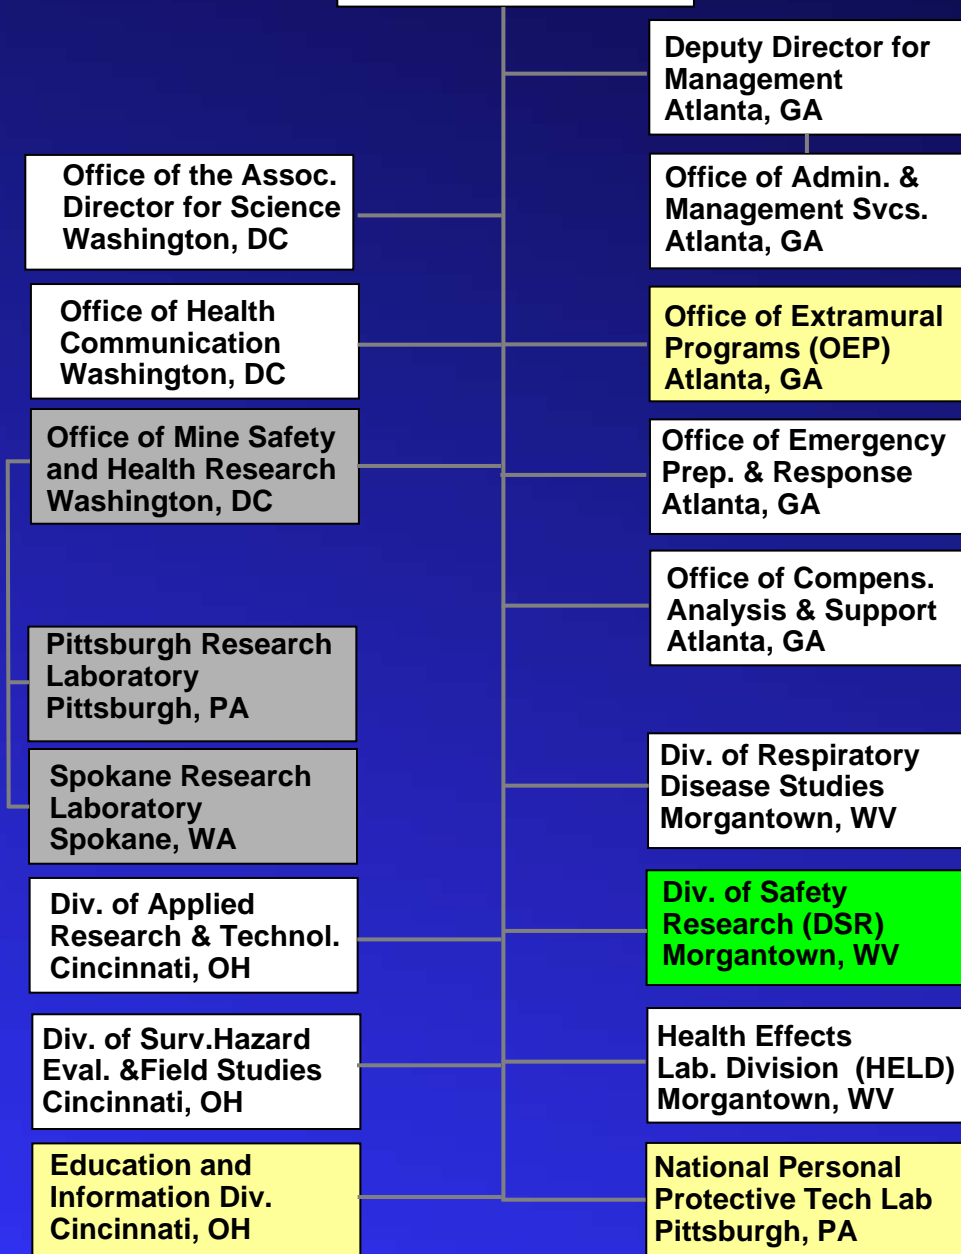 Deputy Director for
Management
Atlanta, GA
Office of the Assoc.
Director for Science
Washington, DC
Office of Admin. &
Management Svcs.
Atlanta, GA
Office of Health
Communication
Washington, DC
Office of Extramural
Programs (OEP)
Atlanta, GA
Office of Mine Safety
and Health Research
Washington, DC
Office of Emergency
Prep. & Response
Atlanta, GA
Office of Compens.
Analysis & Support
Atlanta, GA
Pittsburgh Research
Laboratory
Pittsburgh, PA
Spokane Research
Laboratory
Spokane, WA
Div. of Respiratory
Disease Studies
Morgantown, WV
Div. of Applied
Research & Technol.
Cincinnati, OH
Div. of Safety
Research (DSR)
Morgantown, WV
Div. of Surv.Hazard
Eval. &Field Studies
Cincinnati, OH
Health Effects
Lab. Division  (HELD)
Morgantown, WV
Education and
Information Div.
Cincinnati, OH
National Personal
Protective Tech Lab
Pittsburgh, PA